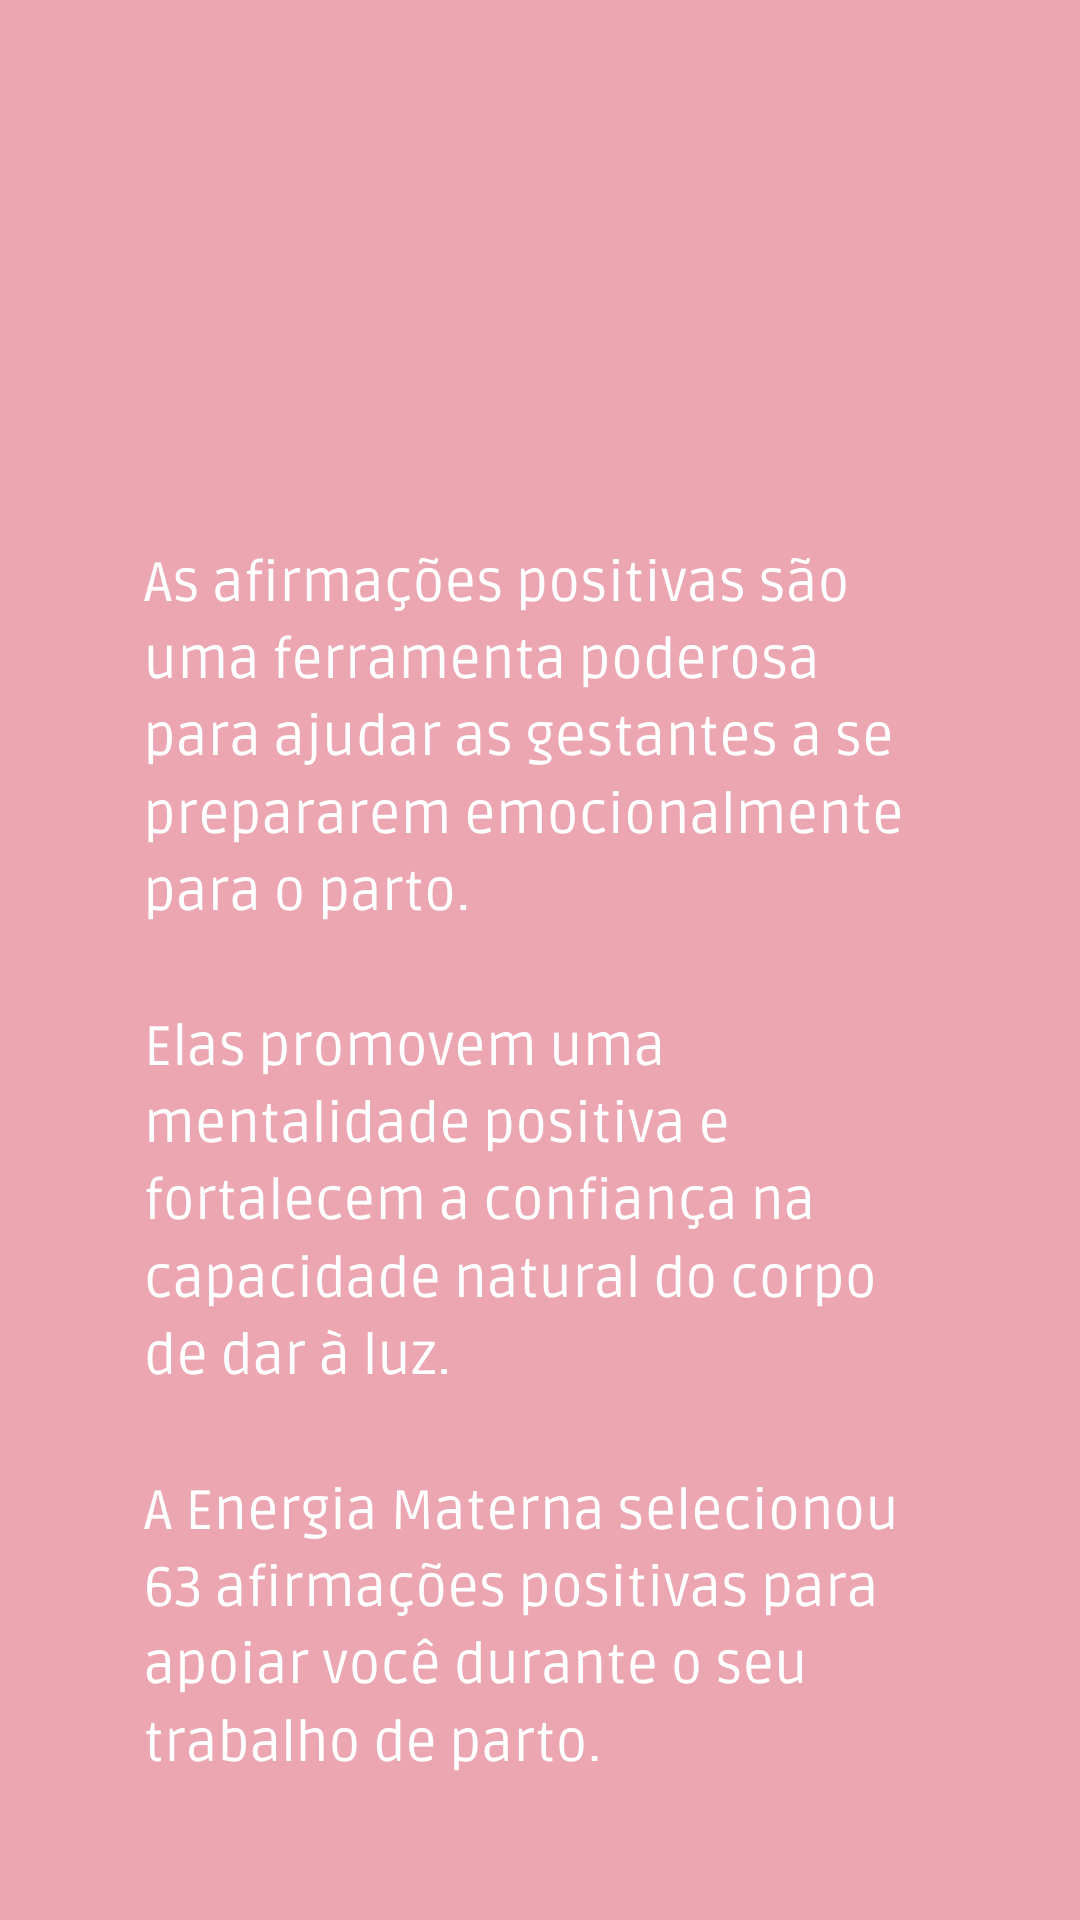 As afirmações positivas são
uma ferramenta poderosa
para ajudar as gestantes a se
prepararem emocionalmente
para o parto.
Elas promovem uma
mentalidade positiva e
fortalecem a confiança na
capacidade natural do corpo
de dar à luz.
A Energia Materna selecionou
63 afirmações positivas para
apoiar você durante o seu
trabalho de parto.